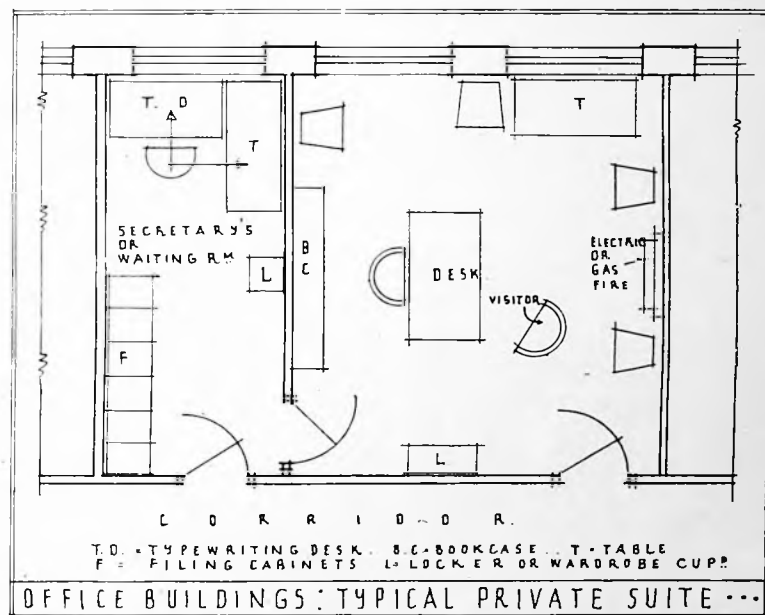 T. D
T
T
SECRETARY'S
OR
WAITING RM
L
B
C
DESK
VISITOR
ELECTRIC
OR
GAS
FIRE
F
L
CORRIDOR.
T.D. = TYPEWRITING DESK. B.C=BOOKCASE.. T=TABLE
F = FILING CABINETS L= LOCKER OR WARDROBE CUPD
OFFICE BUILDINGS: TYPICAL PRIVATE SUITE ...